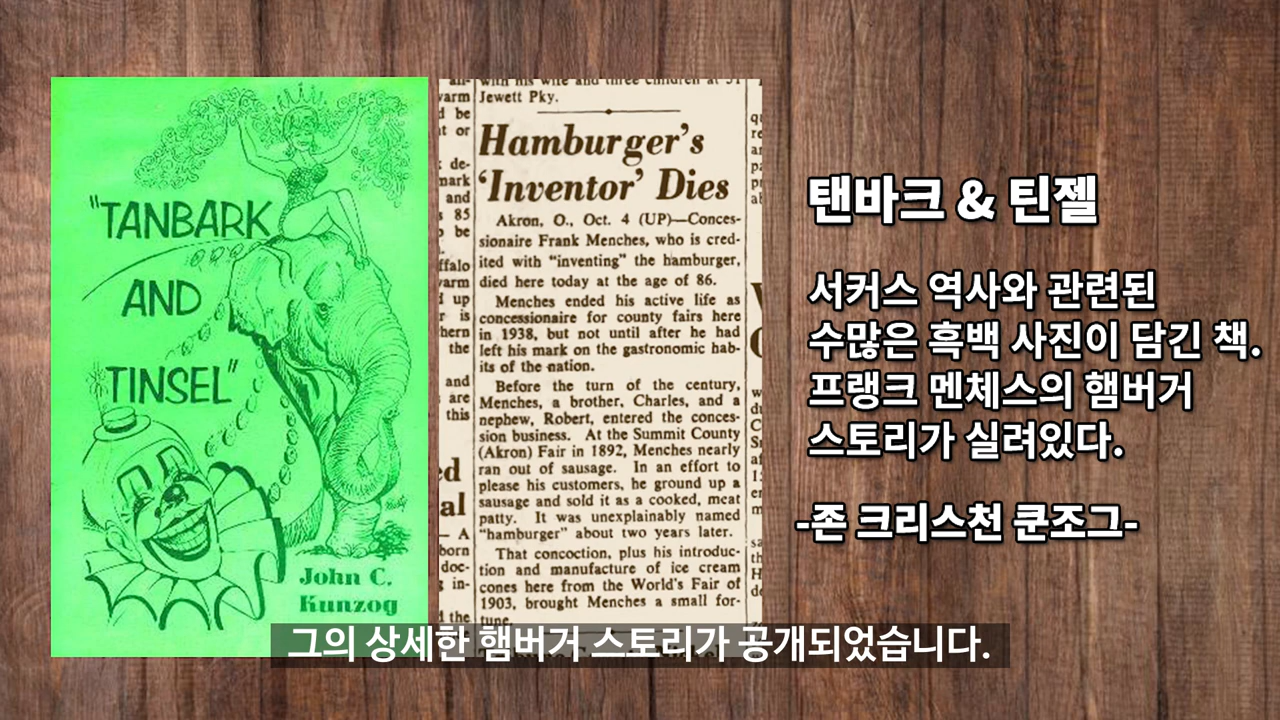 "TANBARK
AND
TINSEL"
John C.
Kunzog
with his wife and three children at 51
Jewett Pky.
Hamburger's
'Inventor' Dies
Akron, O., Oct. 4 (UP)—Conces-
sionaire Frank Menches, who is cred-
ited with "inventing" the hamburger,
died here today at the age of 86.
Menches ended his active life as
concessionaire for county fairs here
in 1938, but not until after he had
left his mark on the gastronomic hab-
its of the nation.
Before the turn of the century,
Menches, a brother, Charles, and a
nephew, Robert, entered the conces-
sion business. At the Summit County
(Akron) Fair in 1892, Menches nearly
ran out of sausage. In an effort to
please his customers, he ground up a
sausage and sold it as a cooked, meat
patty. It was unexplainably named
"hamburger" about two years later.
That concoction, plus his introduc-
tion and manufacture of ice cream
cones here from the World's Fair of
1903, brought Menches a small for-
tune.
탠바크 & 틴젤
서커스 역사와 관련된
수많은 흑백 사진이 담긴 책.
프랭크 멘체스의 햄버거
스토리가 실려있다.
-존 크리스천 쿤조그-
그의 상세한 햄버거 스토리가 공개되었습니다.